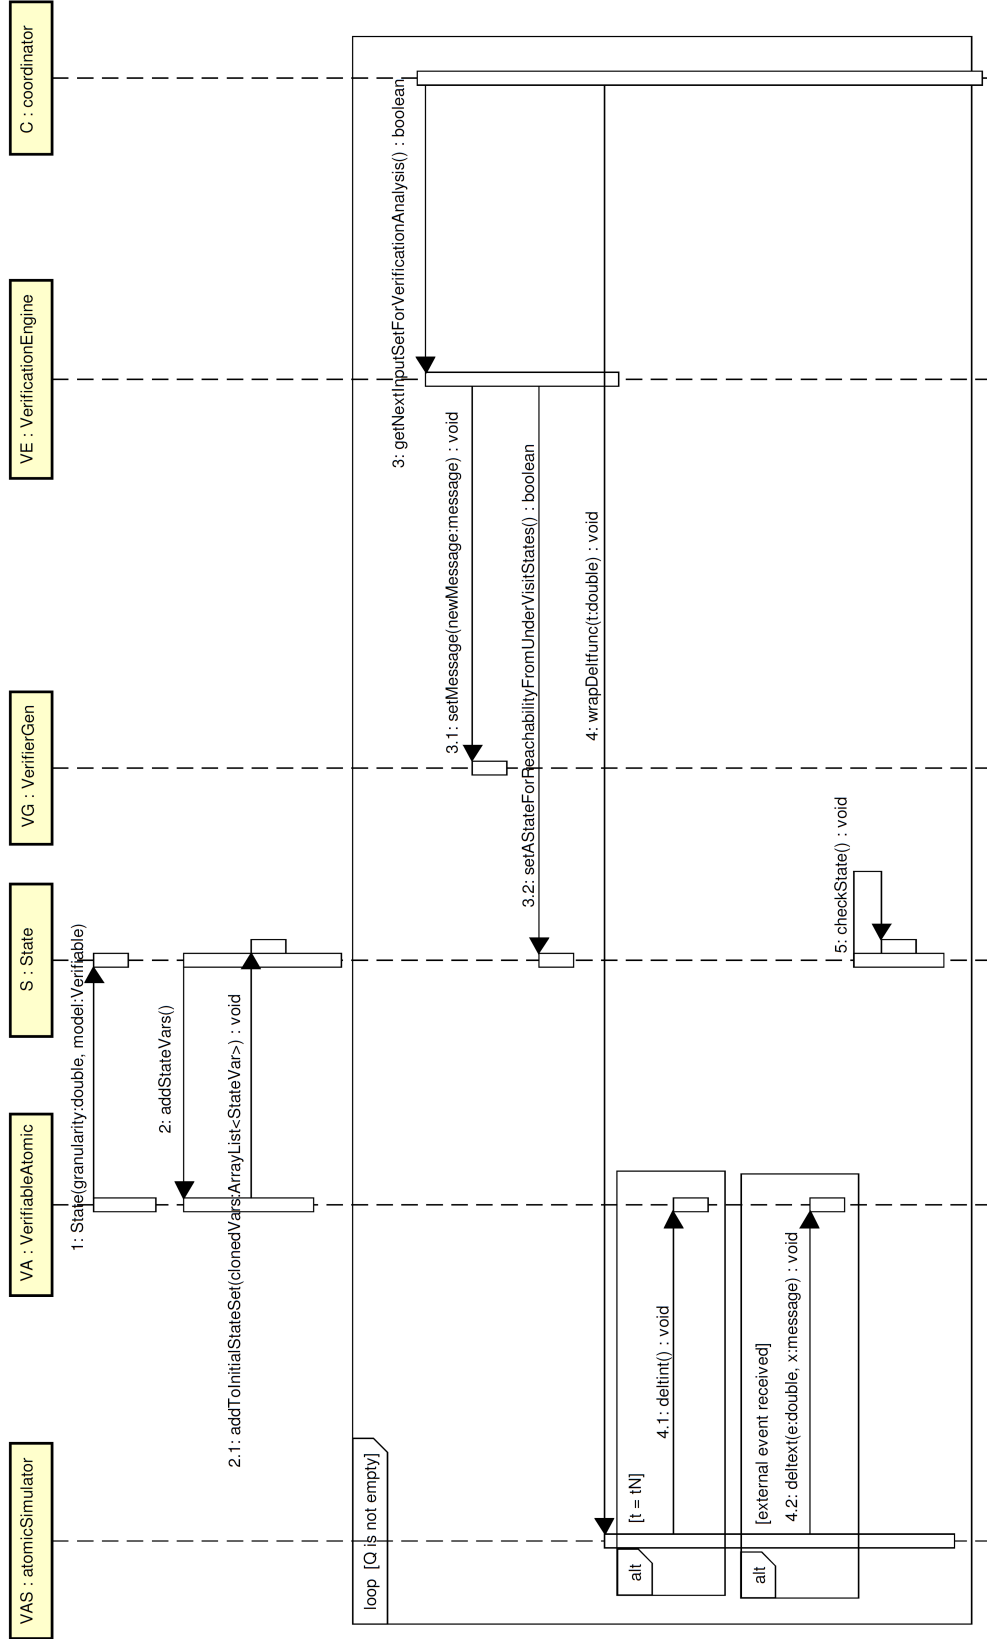 VAS : atomicSimulator
VA : VerifiableAtomic
S : State
VG : VerifierGen
VE : VerificationEngine
C : coordinator
1: State(granularity:double, model:Verifiable)
2: addStateVars()
2.1: addToInitialStateSet(clonedVars:ArrayList<StateVar>) : void
loop [Q is not empty]
3: getNextInputSetForVerificationAnalysis() : boolean
3.1: setMessage(newMessage:message) : void
3.2: setAStateForReachabilityFromUnderVisitStates() : boolean
4: wrapDeltfunc(t:double) : void
alt
[t = tN]
4.1: deltint() : void
alt
[external event received]
4.2: deltext(e:double, x:message) : void
5: checkState() : void